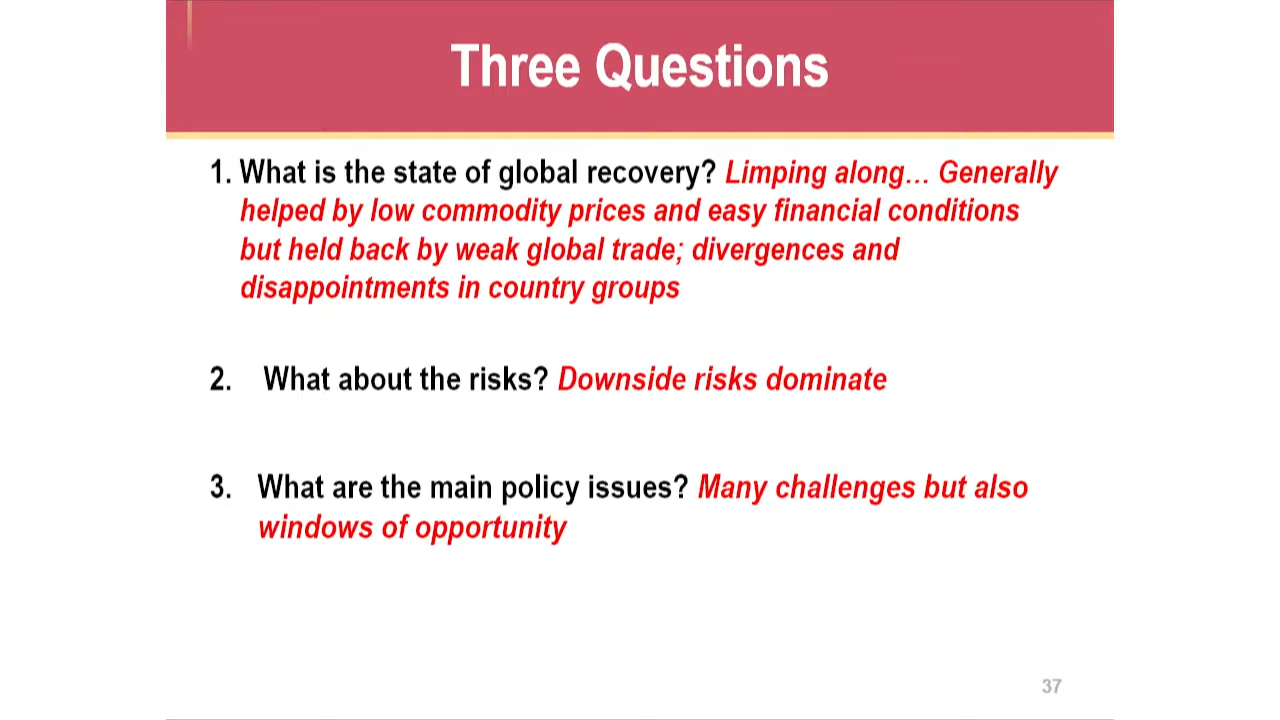 Three Questions
1. What is the state of global recovery? Limping along... Generally
helped by low commodity prices and easy financial conditions
but held back by weak global trade; divergences and
disappointments in country groups
2. What about the risks? Downside risks dominate
3. What are the main policy issues? Many challenges but also
windows of opportunity
37